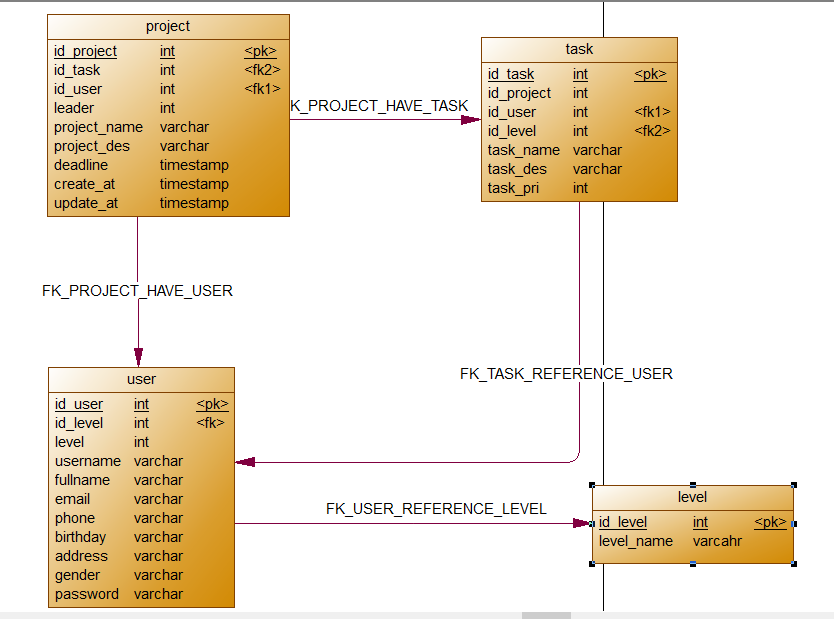 project
id_project int <pk>
id_task int <fk2>
id_user int <fk1>
leader int
project_name varchar
project_des varchar
deadline timestamp
create_at timestamp
update_at timestamp
K_PROJECT_HAVE_TASK
task
id_task int <pk>
id_project int
id_user int <fk1>
id_level int <fk2>
task_name varchar
task_des varchar
task_pri int
FK_PROJECT_HAVE_USER
FK_TASK_REFERENCE_USER
user
id_user int <pk>
id_level int <fk>
level int
username varchar
fullname varchar
email varchar
phone varchar
birthday varchar
address varchar
gender varchar
password varchar
FK_USER_REFERENCE_LEVEL
level
id_level int <pk>
level_name varcahr